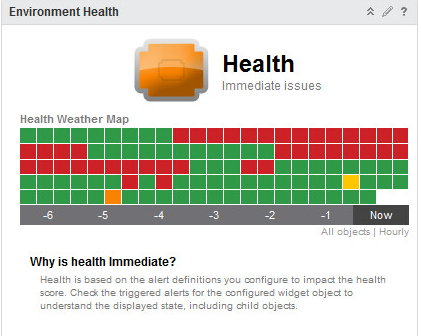 Environment Health
?
Health
Immediate issues
Health Weather Map
-6 -5 -4 -3 -2 -1 Now
All objects | Hourly
Why is health Immediate?
Health is based on the alert definitions you configure to impact the health
score. Check the triggered alerts for the configured widget object to
understand the displayed state, including child objects.